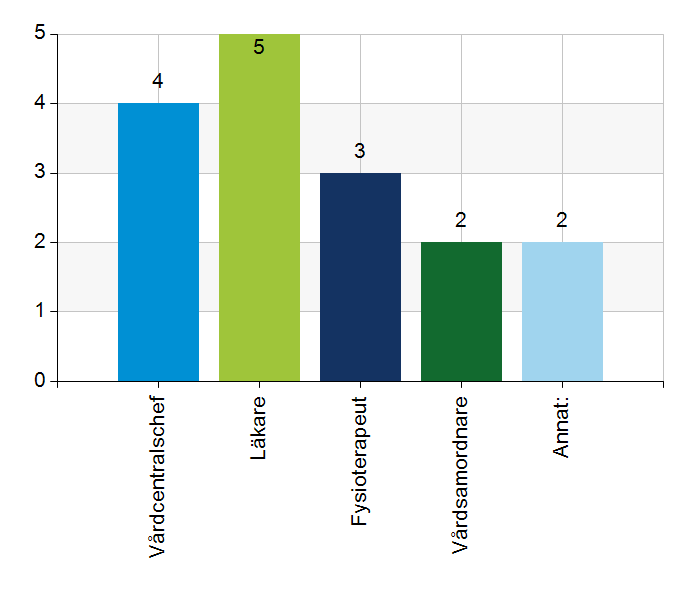 5
4
3
2
1
0
4
5
3
2
2
Vårdcentralschef
Läkare
Fysioterapeut
Vårdsamordnare
Annat: